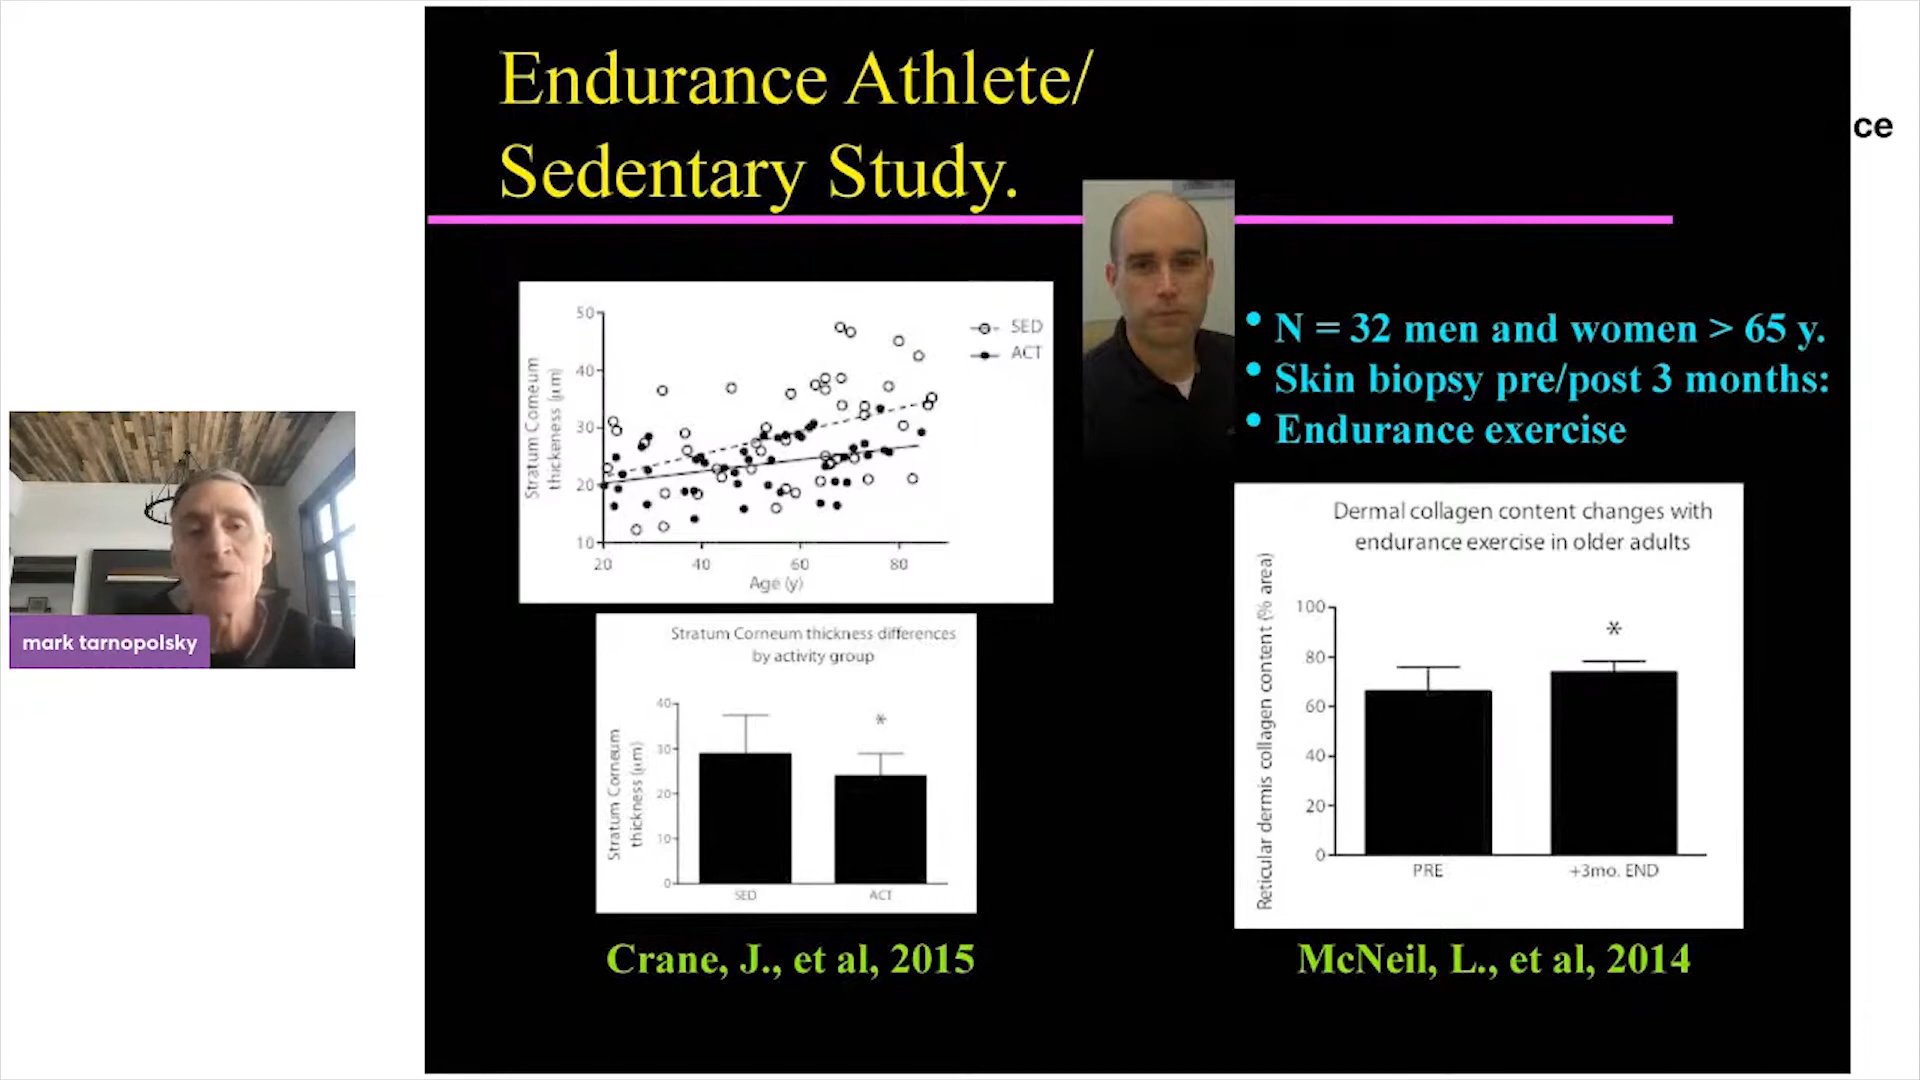 Endurance Athlete/
Sedentary Study.
ce
50
40
30
20
10
Stratum Corneum
thickeness (μm)
SED
ACT
20 40 60 80
Age (y)
• N = 32 men and women > 65 y.
• Skin biopsy pre/post 3 months:
• Endurance exercise
mark tarnopolsky
Stratum Corneum thickness differences
by activity group
Stratum Corneum
thickness (μm)
40
30
20
10
0
*
SED ACT
Dermal collagen content changes with
endurance exercise in older adults
Reticular dermis collagen content (% area)
100
80
60
40
20
0
*
PRE +3mo. END
Crane, J., et al, 2015
McNeil, L., et al, 2014